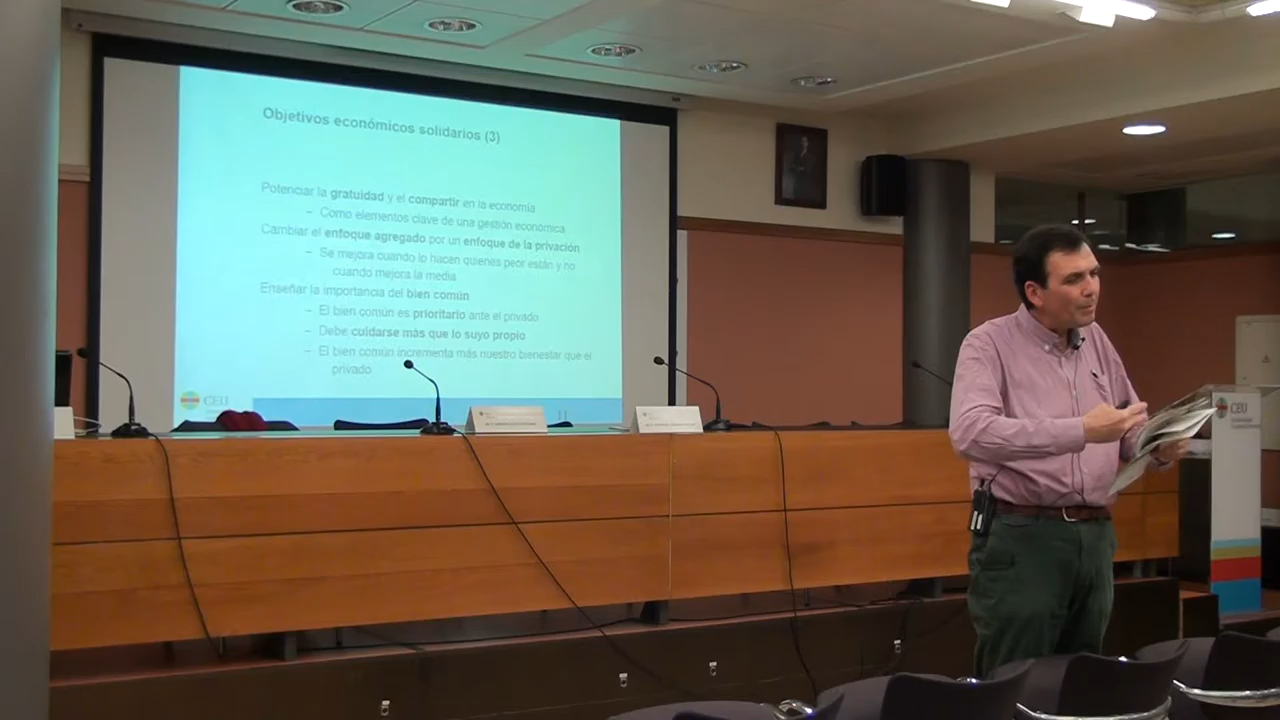 Objetivos económicos solidarios (3)
Potenciar la gratuidad y el compartir en la economía
– Como elementos clave de una gestión económica
Cambiar el enfoque agregado por un enfoque de la privación
– Se mejora cuando lo hacen quienes peor están y no
cuando mejora la media
Enseñar la importancia del bien común
– El bien común es prioritario ante el privado
– Debe cuidarse más que lo suyo propio
– El bien común incrementa más nuestro bienestar que el
privado
CEU
11
CEU